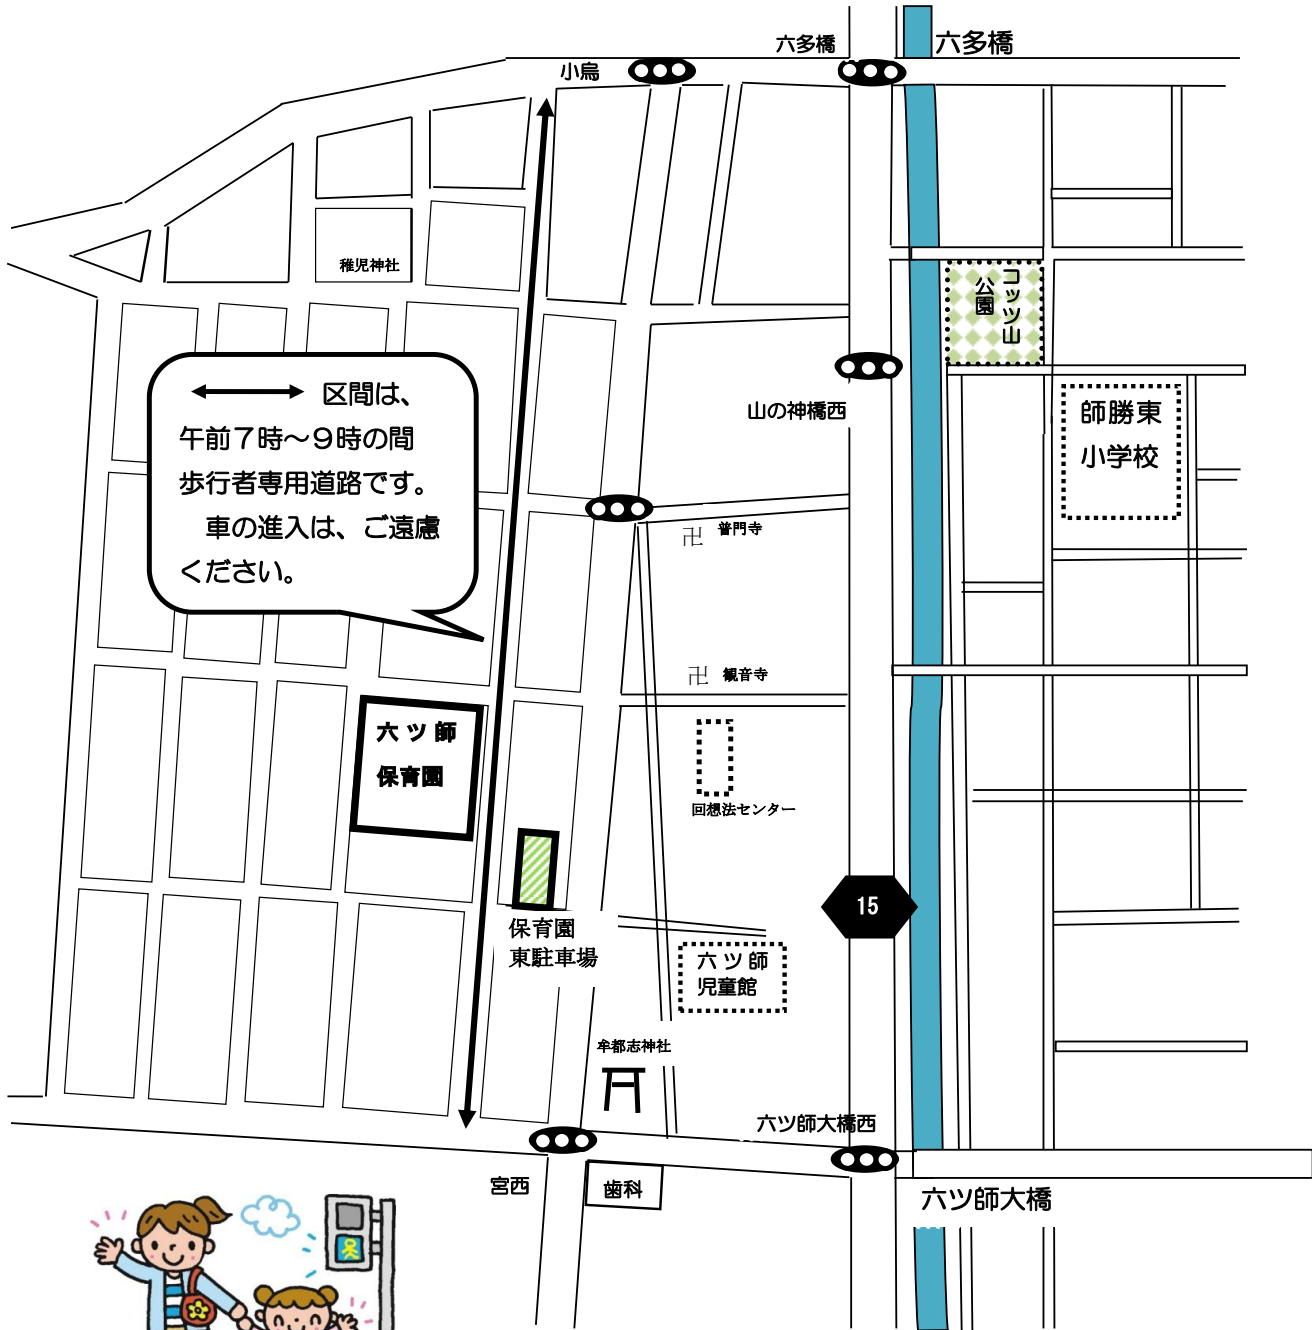 六多橋
六多橋
小烏
稚児神社
コッツ山
公園
区間は、
午前７時～９時の間
歩行者専用道路です。
車の進入は、ご遠慮
ください。
山の神橋西
師勝東
小学校
卍 普門寺
卍 観音寺
六ツ師
保育園
回想法センター
15
保育園
東駐車場
六ツ師
児童館
牟都志神社
六ツ師大橋西
宮西
歯科
六ツ師大橋